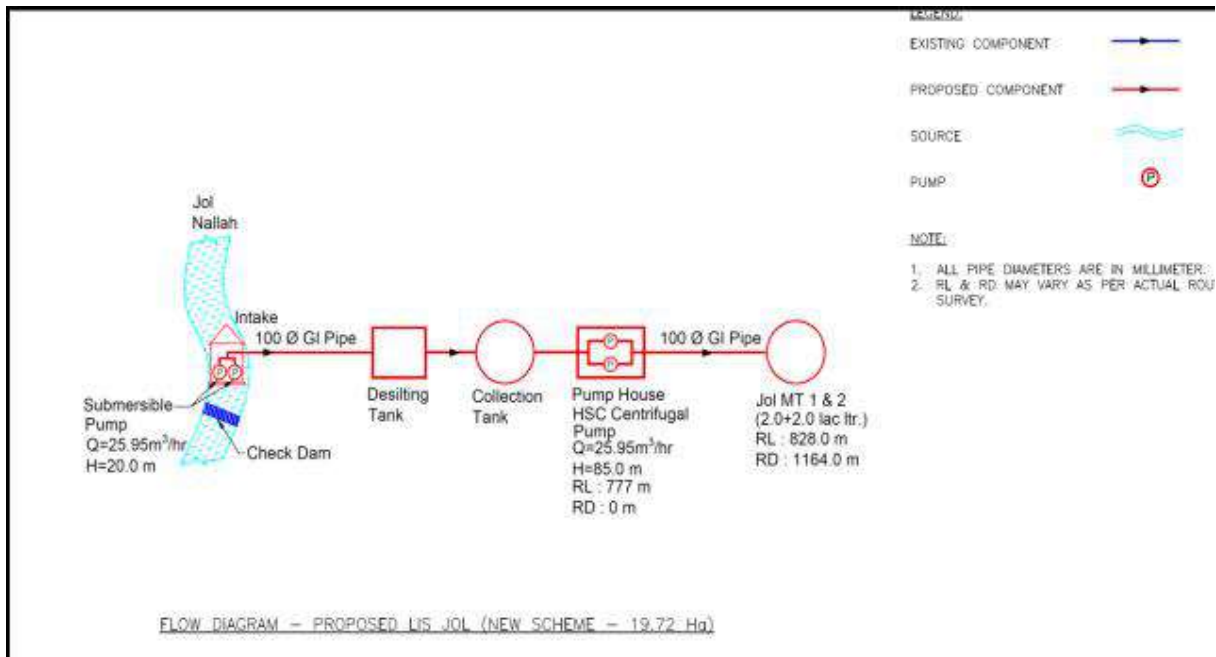 LEGEND:
EXISTING COMPONENT
PROPOSED COMPONENT
SOURCE
PUMP
P
NOTE:
1. ALL PIPE DIAMETERS ARE IN MILLIMETER.
2. RL & RD MAY VARY AS PER ACTUAL ROU
SURVEY.
Jol
Nallah
Intake
100 Ø GI Pipe
P P
Submersible
Pump
Q=25.95m³/hr
H=20.0 m
Check Dam
Desilting
Tank
Collection
Tank
P
P
Pump House
HSC Centrifugal
Pump
Q=25.95m³/hr
H=85.0 m
RL : 777 m
RD : 0 m
100 Ø GI Pipe
Jol MT 1 & 2
(2.0+2.0 lac ltr.)
RL : 828.0 m
RD : 1164.0 m
FLOW DIAGRAM - PROPOSED LIS JOL (NEW SCHEME - 19.72 Ha)